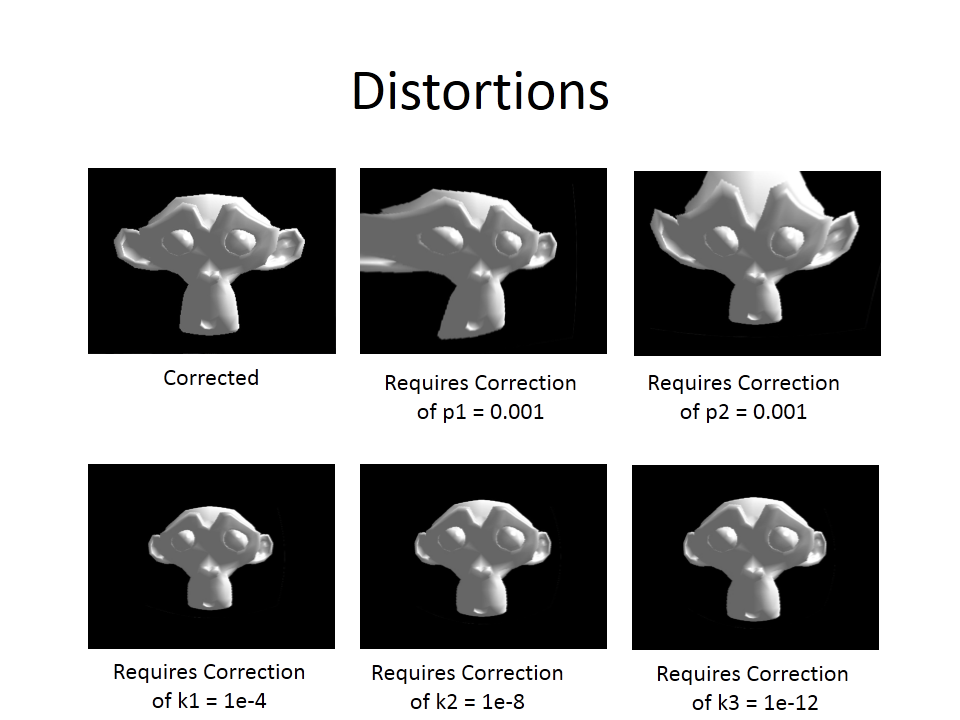 Distortions
Corrected
Requires Correction
of p1 = 0.001
Requires Correction
of p2 = 0.001
Requires Correction
of k1 = 1e-4
Requires Correction
of k2 = 1e-8
Requires Correction
of k3 = 1e-12